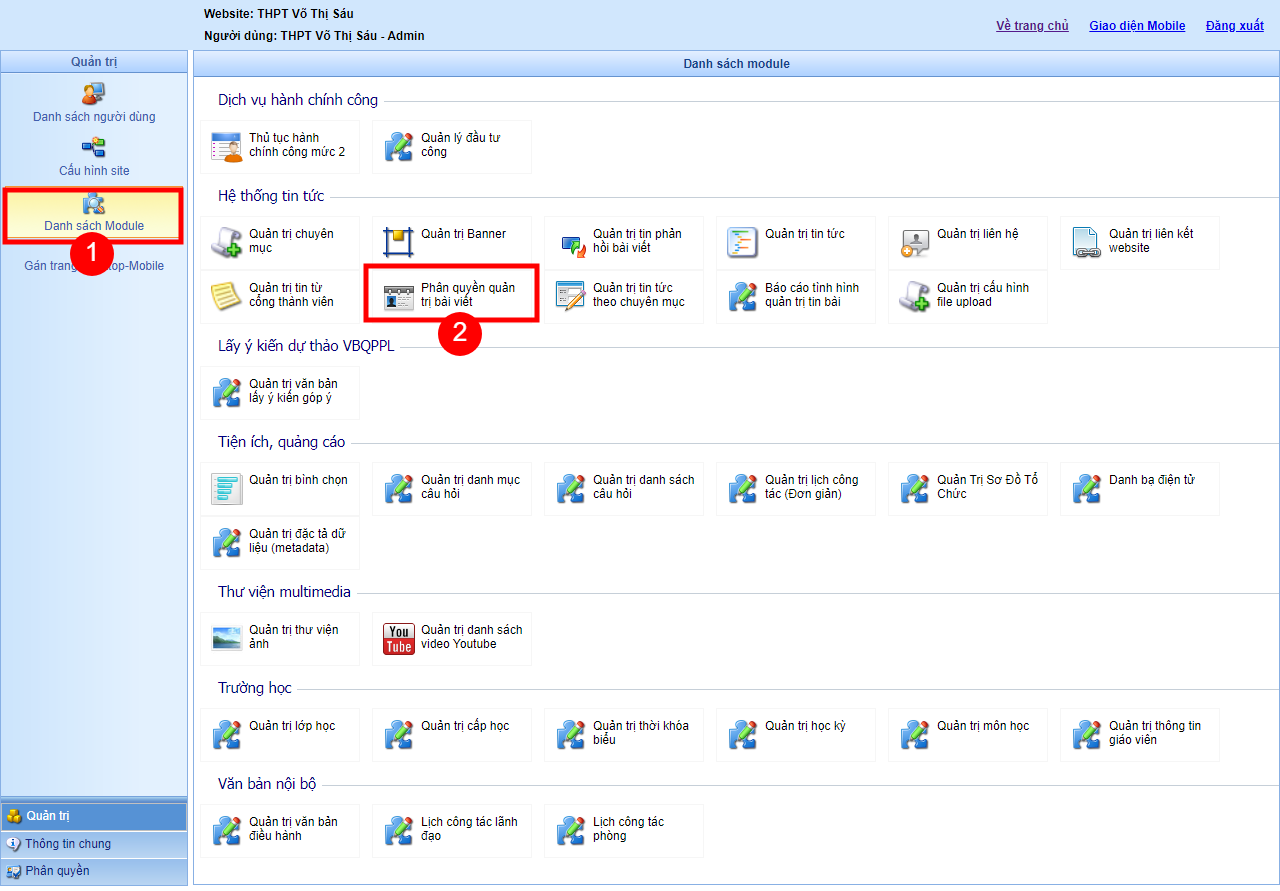 Website: THPT Võ Thị Sáu
Người dùng: THPT Võ Thị Sáu - Admin
Về trang chủ
Giao diện Mobile
Đăng xuất
Quản trị
Danh sách người dùng
Cấu hình site
Danh sách Module
1
Gán trang
top-Mobile
Quản trị
Thông tin chung
Phân quyền
Danh sách module
Dịch vụ hành chính công
Thủ tục hành
chính công mức 2
Quản lý đầu tư
công
Hệ thống tin tức
Quản trị chuyên
mục
Quản trị Banner
Quản trị tin phản
hồi bài viết
Quản trị tin tức
Quản trị liên hệ
Quản trị liên kết
website
Quản trị tin từ
cổng thành viên
Phân quyền quản
trị bài viết
2
Quản trị tin tức
theo chuyên mục
Báo cáo tình hình
quản trị tin bài
Quản trị cấu hình
file upload
Lấy ý kiến dự thảo VBQPPL
Quản trị văn bản
lấy ý kiến góp ý
Tiện ích, quảng cáo
Quản trị bình chọn
Quản trị danh mục
câu hỏi
Quản trị danh sách
câu hỏi
Quản trị lịch công
tác (Đơn giản)
Quản Trị Sơ Đồ Tổ
Chức
Danh bạ điện tử
Quản trị đặc tả dữ
liệu (metadata)
Thư viện multimedia
Quản trị thư viện
ảnh
You
Tube
Quản trị danh sách
video Youtube
Trường học
Quản trị lớp học
Quản trị cấp học
Quản trị thời khóa
biểu
Quản trị học kỳ
Quản trị môn học
Quản trị thông tin
giáo viên
Văn bản nội bộ
Quản trị văn bản
điều hành
Lịch công tác lãnh
đạo
Lịch công tác
phòng